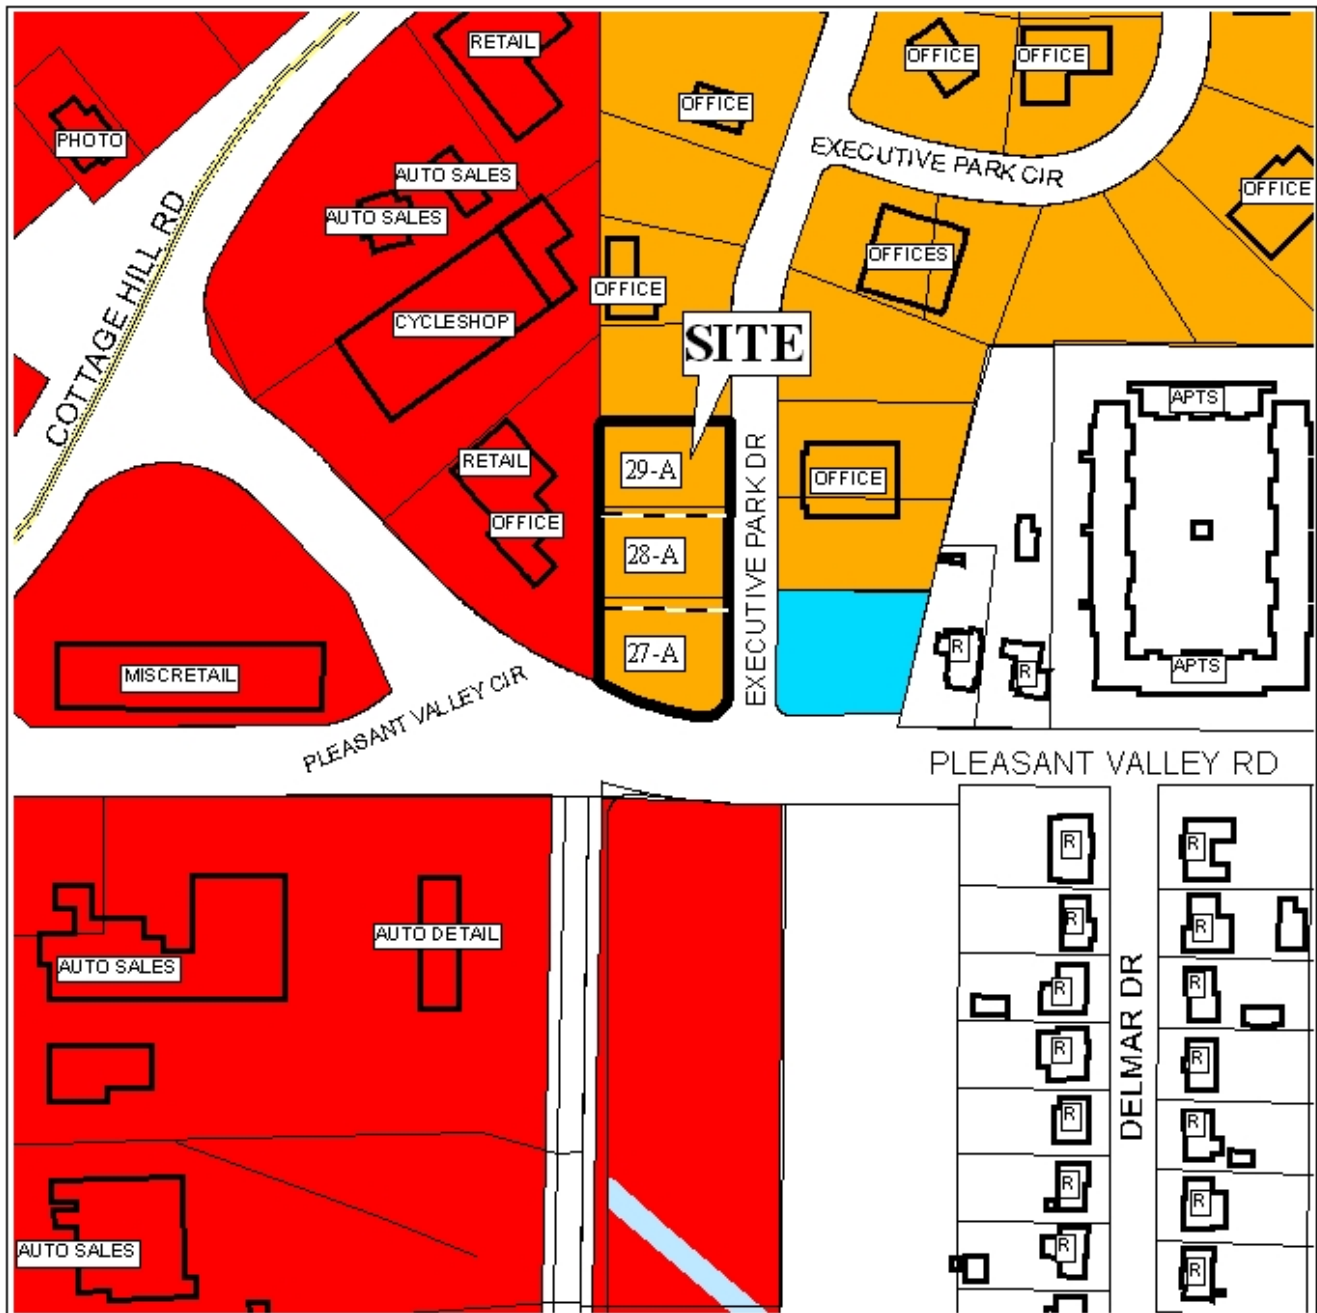 RETAIL
OFFICE
OFFICE
OFFICE
PHOTO
EXECUTIVE PARK CIR
AUTO SALES
AUTO SALES
OFFICE
COTTAGE HILL RD
OFFICES
OFFICE
CYCLESHOP
SITE
APTS
RETAIL
29-A
OFFICE
OFFICE
28-A
EXECUTIVE PARK DR
27-A
R
R
APTS
MISCRETAIL
PLEASANT VALLEY CIR
PLEASANT VALLEY RD
R
R
R
R
AUTO DETAIL
AUTO SALES
R
R
DELMAR DR
R
R
R
R
R
R
R
AUTO SALES
R